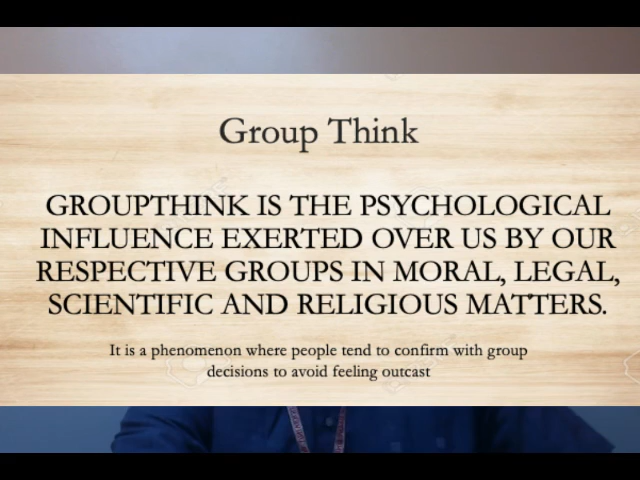 Group Think
GROUPTHINK IS THE PSYCHOLOGICAL
INFLUENCE EXERTED OVER US BY OUR
RESPECTIVE GROUPS IN MORAL, LEGAL,
SCIENTIFIC AND RELIGIOUS MATTERS.
It is a phenomenon where people tend to confirm with group
decisions to avoid feeling outcast